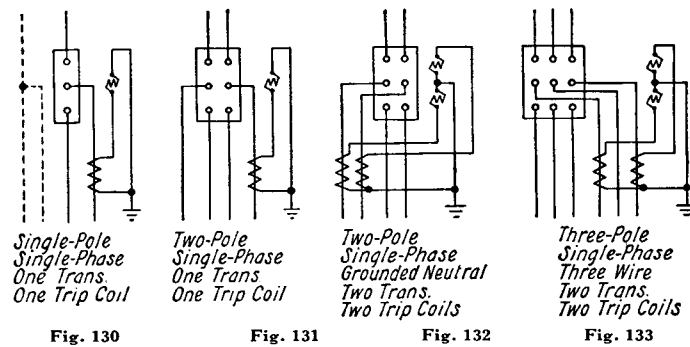 Single-Pole
Single-Phase
One Trans.
One Trip Coil
Fig. 130
Two-Pole
Single-Phase
One Trans
One Trip Coil
Fig. 131
Two-Pole
Single-Phase
Grounded Neutral
Two Trans.
Two Trip Coils
Fig. 132
Three-Pole
Single-Phase
Three Wire
Two Trans.
Two Trip Coils
Fig. 133